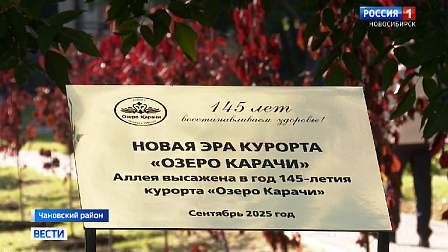 РОССИЯ 1
НОВОСИБИРСК
145 лет
восстанавливаем здоровье!
Озеро Карачи
НОВАЯ ЭРА КУРОРТА
«ОЗЕРО КАРАЧИ»
Аллея высажена в год 145-летия
курорта «Озеро Карачи»
Сентябрь 2025 год
Чановский район
ВЕСТИ